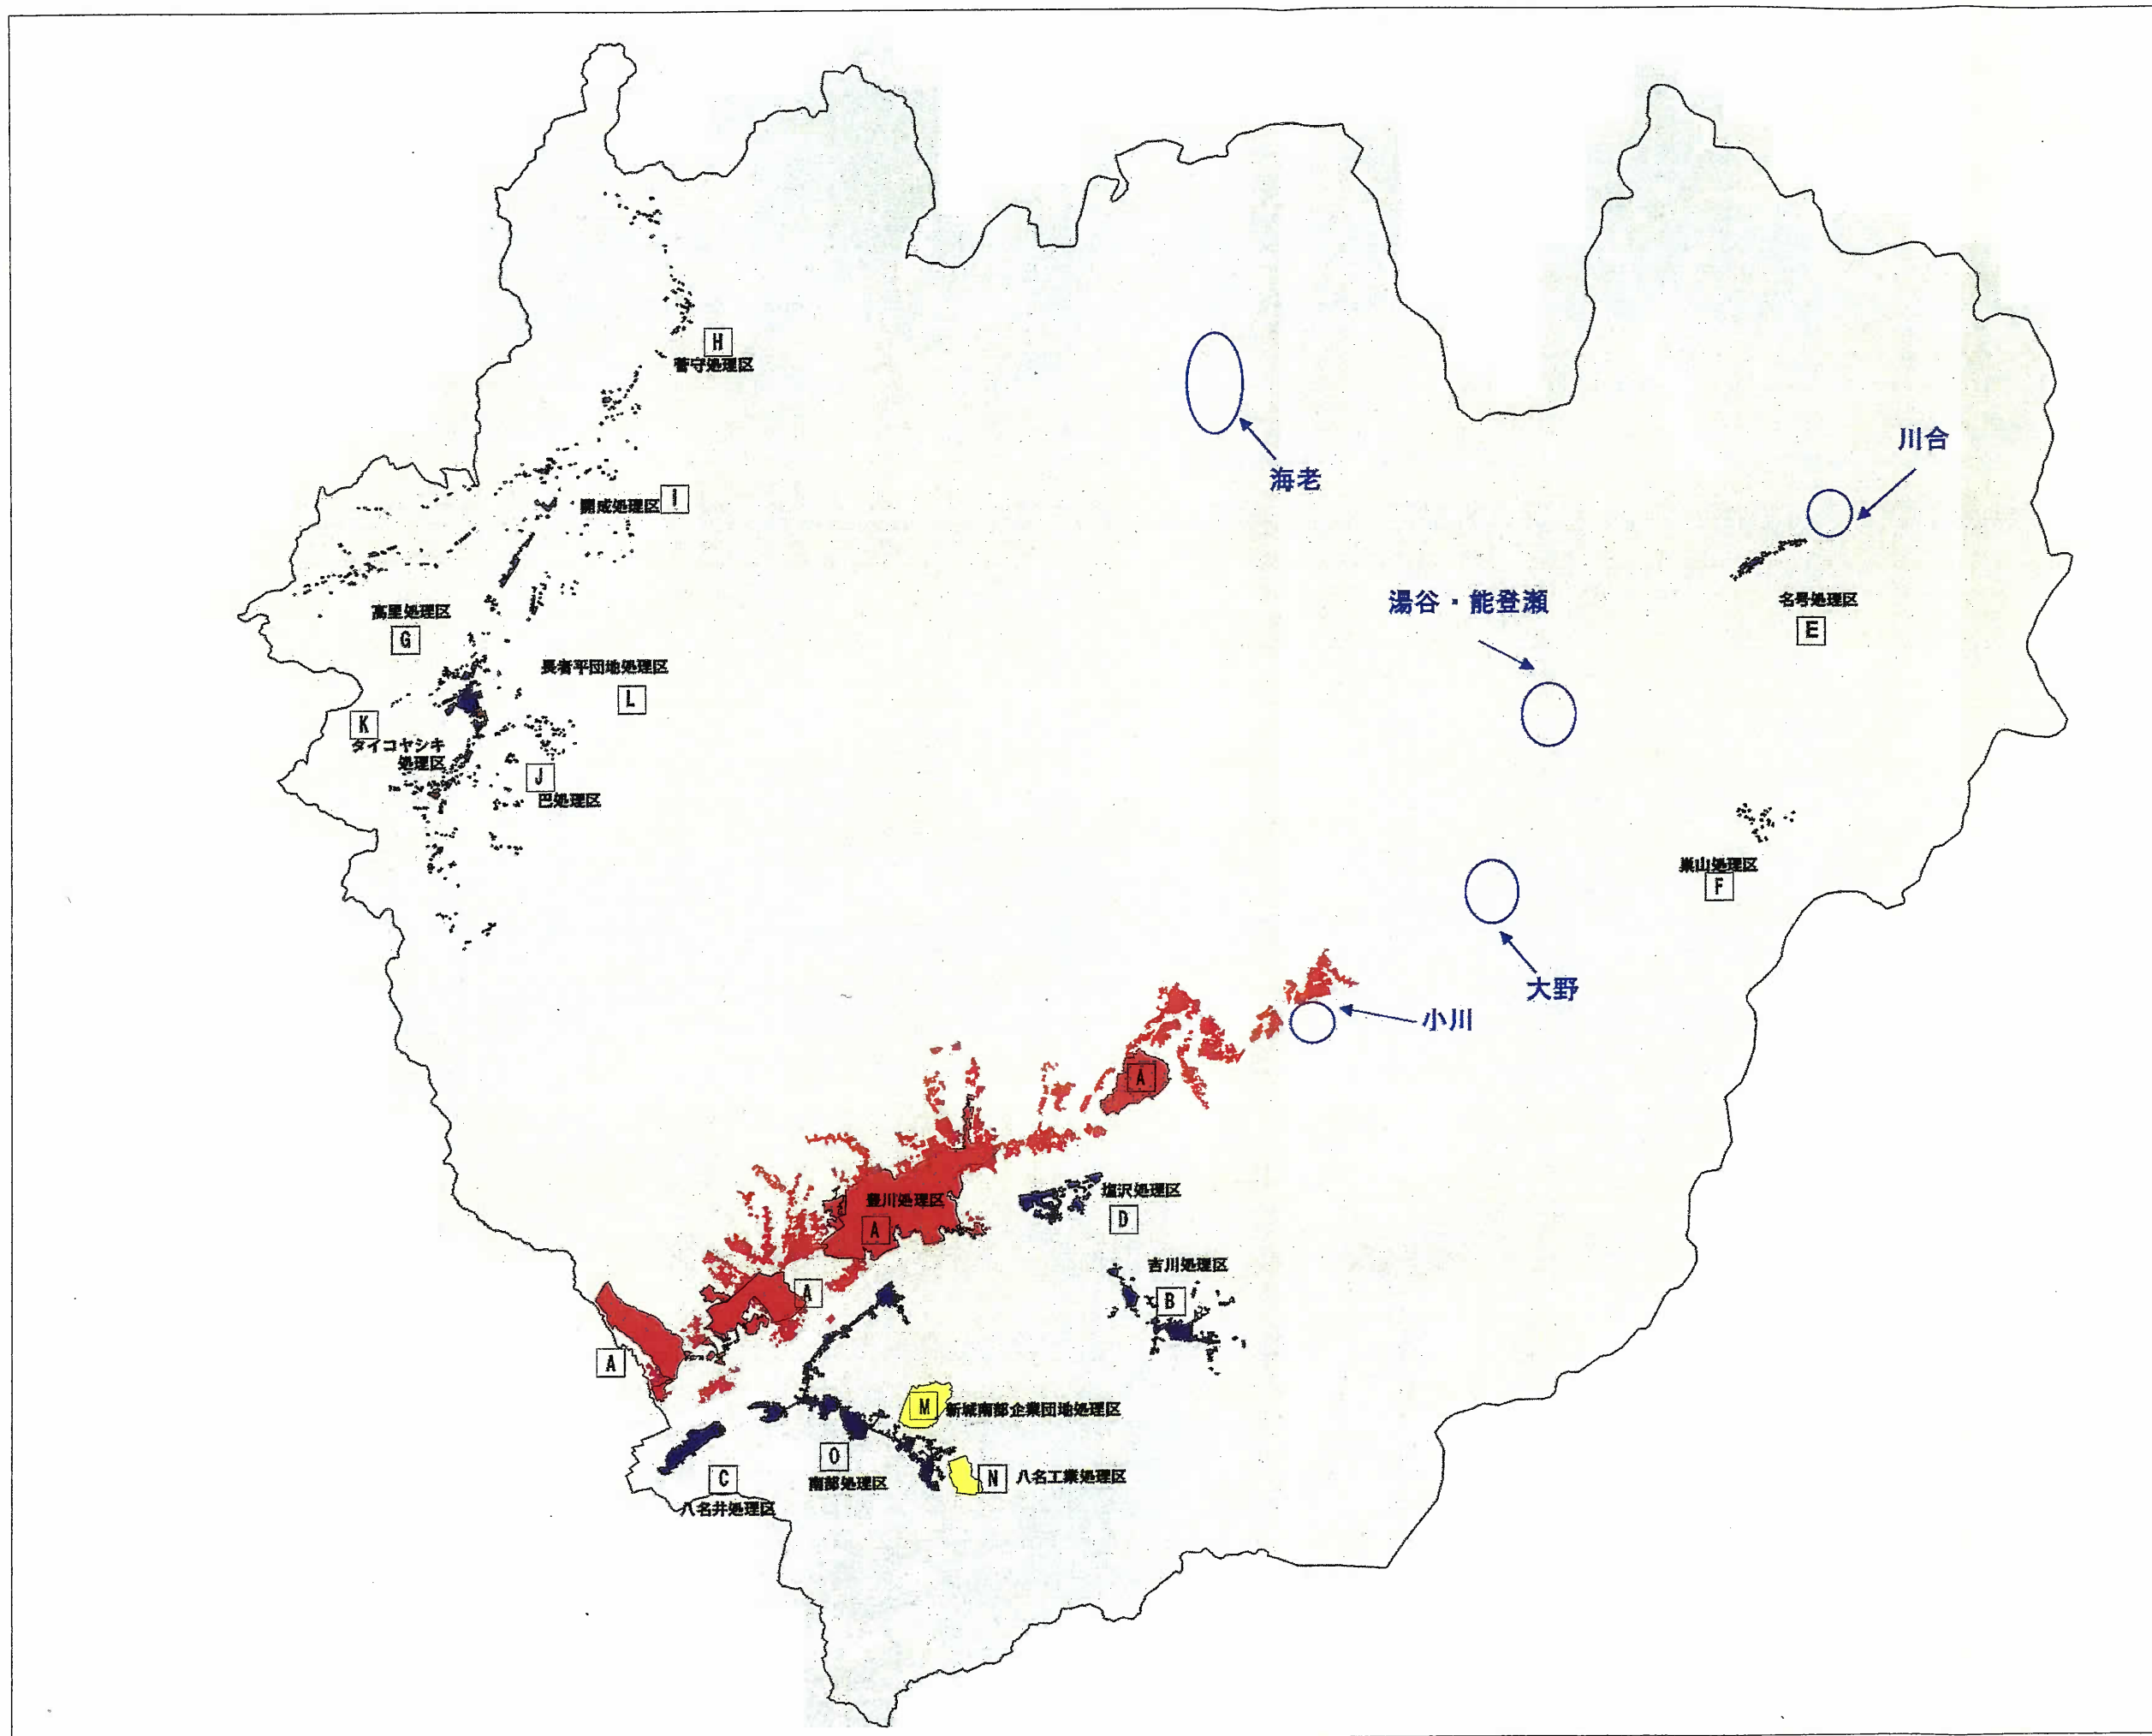 H
菅守処理区
海老
川合
開成処理区
I
湯谷・能登瀬
名号処理区
E
高里処理区
G
長者平団地処理区
L
K
タイコヤシキ
処理区
J
巴処理区
巣山処理区
F
大野
小川
A
塩沢処理区
D
豊川処理区
A
吉川処理区
B
A
A
M
新城南部企業団地処理区
O
南部処理区
N
八名工業処理区
C
八名井処理区